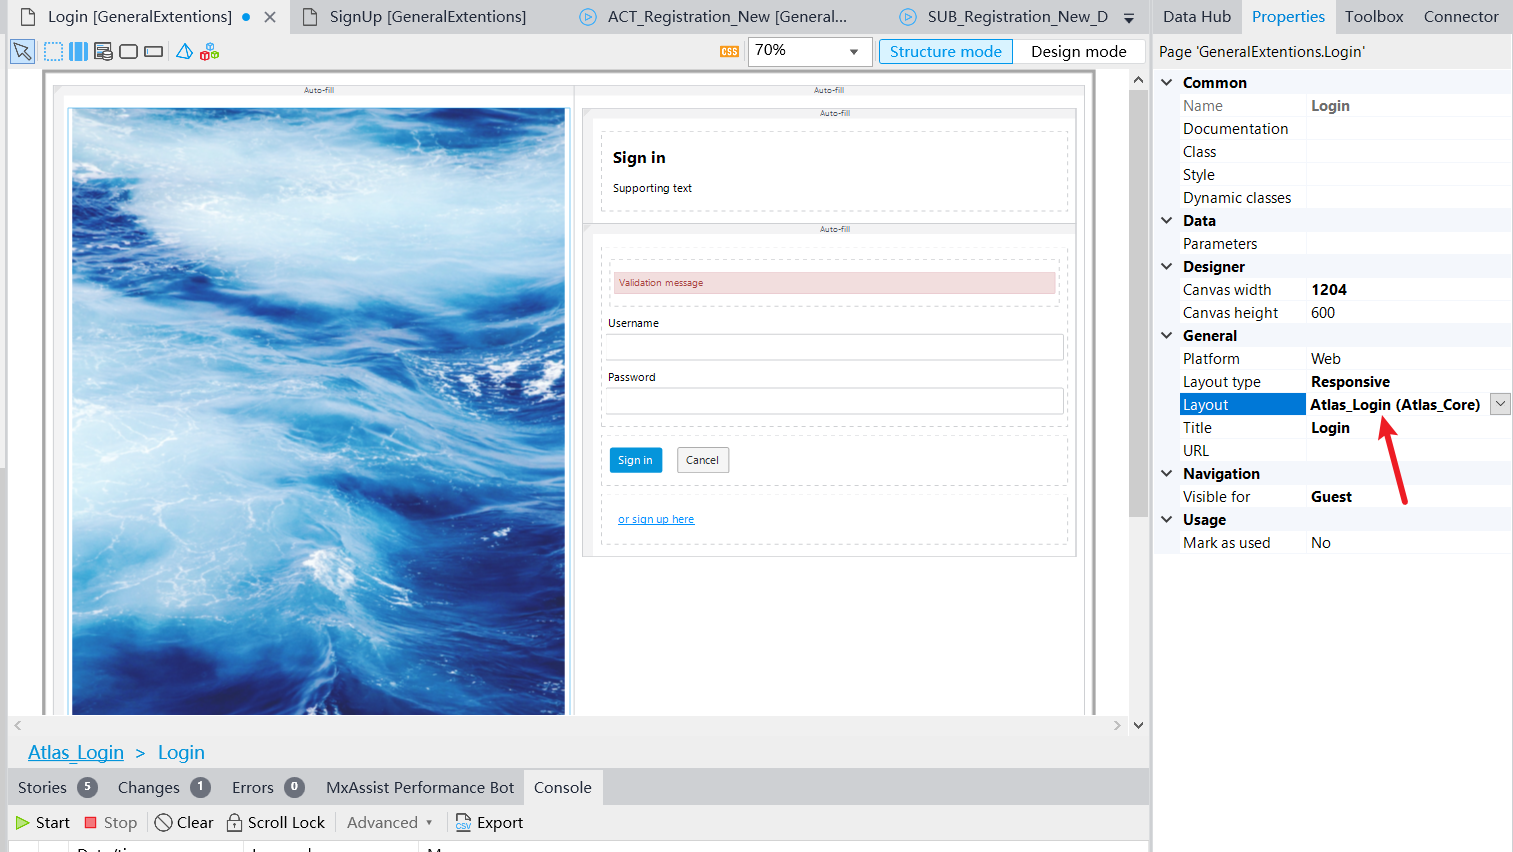 Login [GeneralExtentions]
SignUp [GeneralExtentions]
ACT_Registration_New [General...
SUB_Registration_New_D
Data Hub
Properties
Toolbox
Connector
CSS
70%
Structure mode
Design mode
Page 'GeneralExtentions.Login'
Auto-fill
Auto-fill
Auto-fill
Sign in
Supporting text
Auto-fill
Validation message
Username
Password
Sign in
Cancel
or sign up here
Common
Name Login
Documentation
Class
Style
Dynamic classes
Data
Parameters
Designer
Canvas width 1204
Canvas height 600
General
Platform Web
Layout type Responsive
Layout Atlas_Login (Atlas_Core)
Title Login
URL
Navigation
Visible for Guest
Usage
Mark as used No
Atlas_Login > Login
Stories 5
Changes 1
Errors 0
MxAssist Performance Bot
Console
Start
Stop
Clear
Scroll Lock
Advanced
CSV
Export